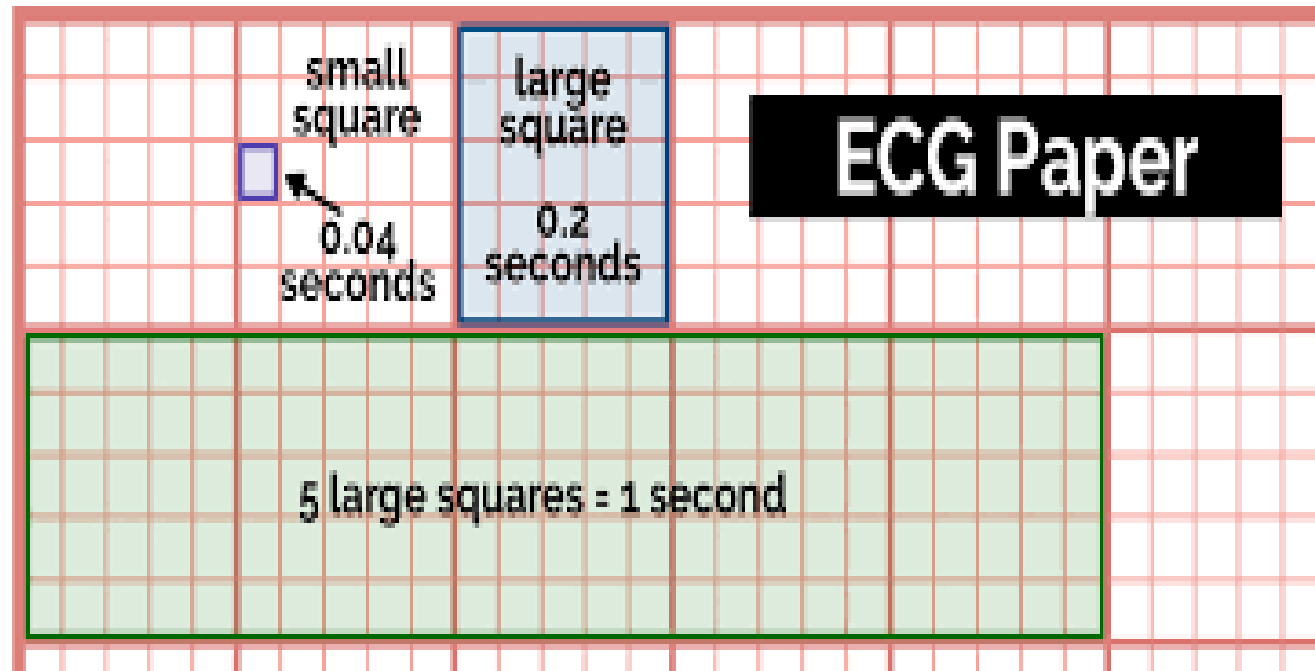 small
square
0.04
seconds
large
square
0.2
seconds
ECG Paper
5 large squares = 1 second